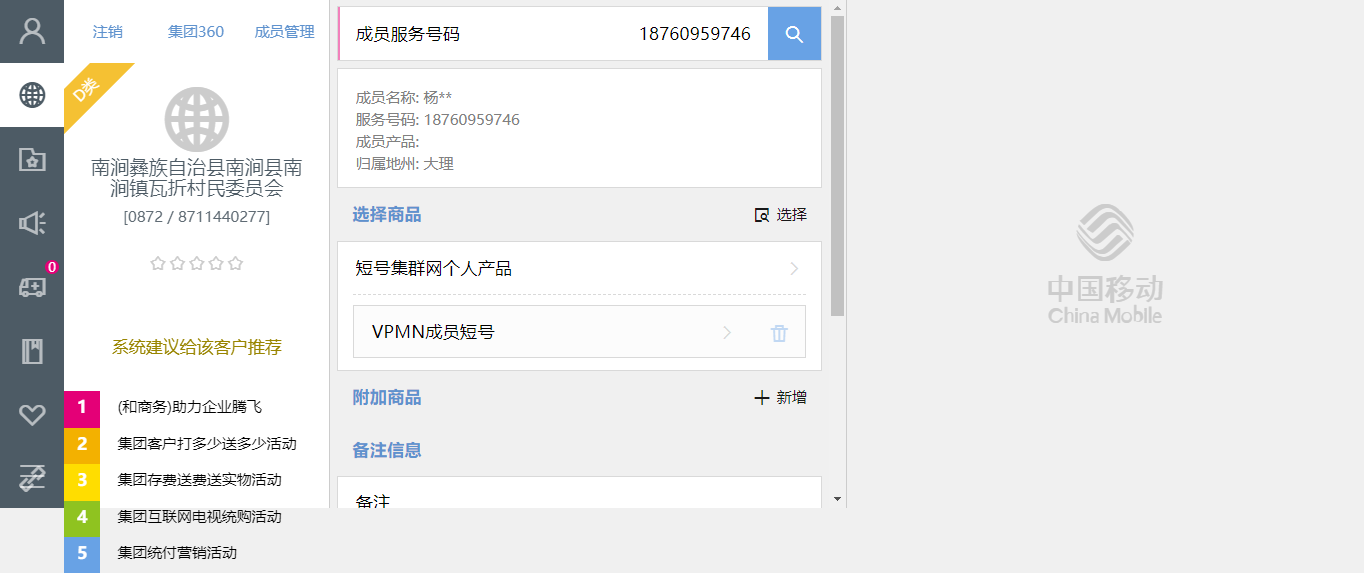 注销 集团360 成员管理
D类
南涧彝族自治县南涧县南
涧镇瓦折村民委员会
[0872 / 8711440277]
0
系统建议给该客户推荐
1 (和商务)助力企业腾飞
2 集团客户打多少送多少活动
3 集团存费送费送实物活动
4 集团互联网电视统购活动
5 集团统付营销活动
成员服务号码 18760959746
成员名称: 杨**
服务号码: 18760959746
成员产品:
归属地州: 大理
选择商品 选择
短号集群网个人产品
VPMN成员短号
附加商品 新增
备注信息
备注
中国移动
China Mobile